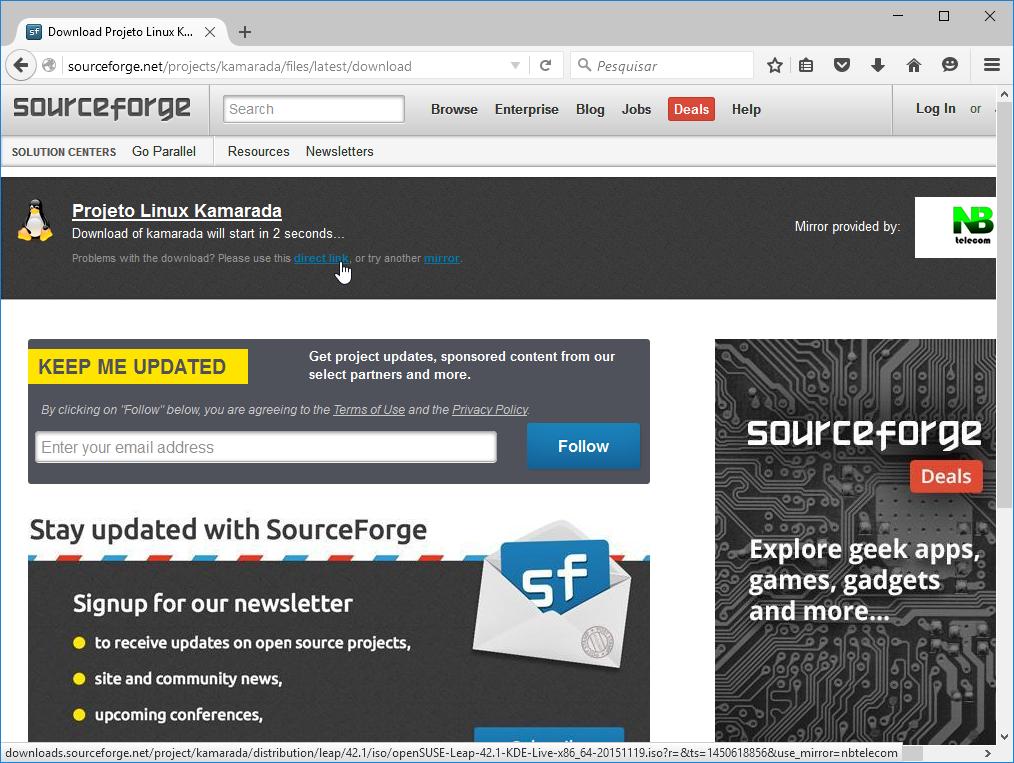 Download Projeto Linux K...
sourceforge.net/projects/kamarada/files/latest/download
Pesquisar
sourceforge
Search
Browse Enterprise Blog Jobs Deals Help
Log In or
SOLUTION CENTERS Go Parallel Resources Newsletters
Projeto Linux Kamarada
Download of kamarada will start in 2 seconds...
Problems with the download? Please use this direct link, or try another mirror.
Mirror provided by:
NB
telecom
KEEP ME UPDATED
Get project updates, sponsored content from our
select partners and more.
By clicking on "Follow" below, you are agreeing to the Terms of Use and the Privacy Policy.
Enter your email address
Follow
Stay updated with SourceForge
sf
Signup for our newsletter
to receive updates on open source projects,
site and community news,
upcoming conferences,
sourceforge
Deals
Explore geek apps,
games, gadgets
and more...
downloads.sourceforge.net/project/kamarada/distribution/leap/42.1/iso/openSUSE-Leap-42.1-KDE-Live-x86_64-20151119.iso?r=&ts=1450618856&use_mirror=nbtelecom